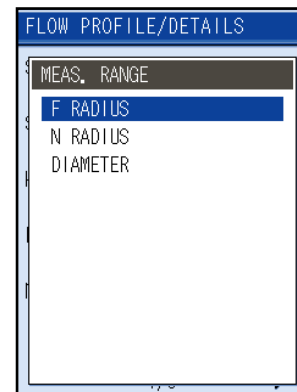 FLOW PROFILE/DETAILS
MEAS. RANGE
F RADIUS
N RADIUS
DIAMETER